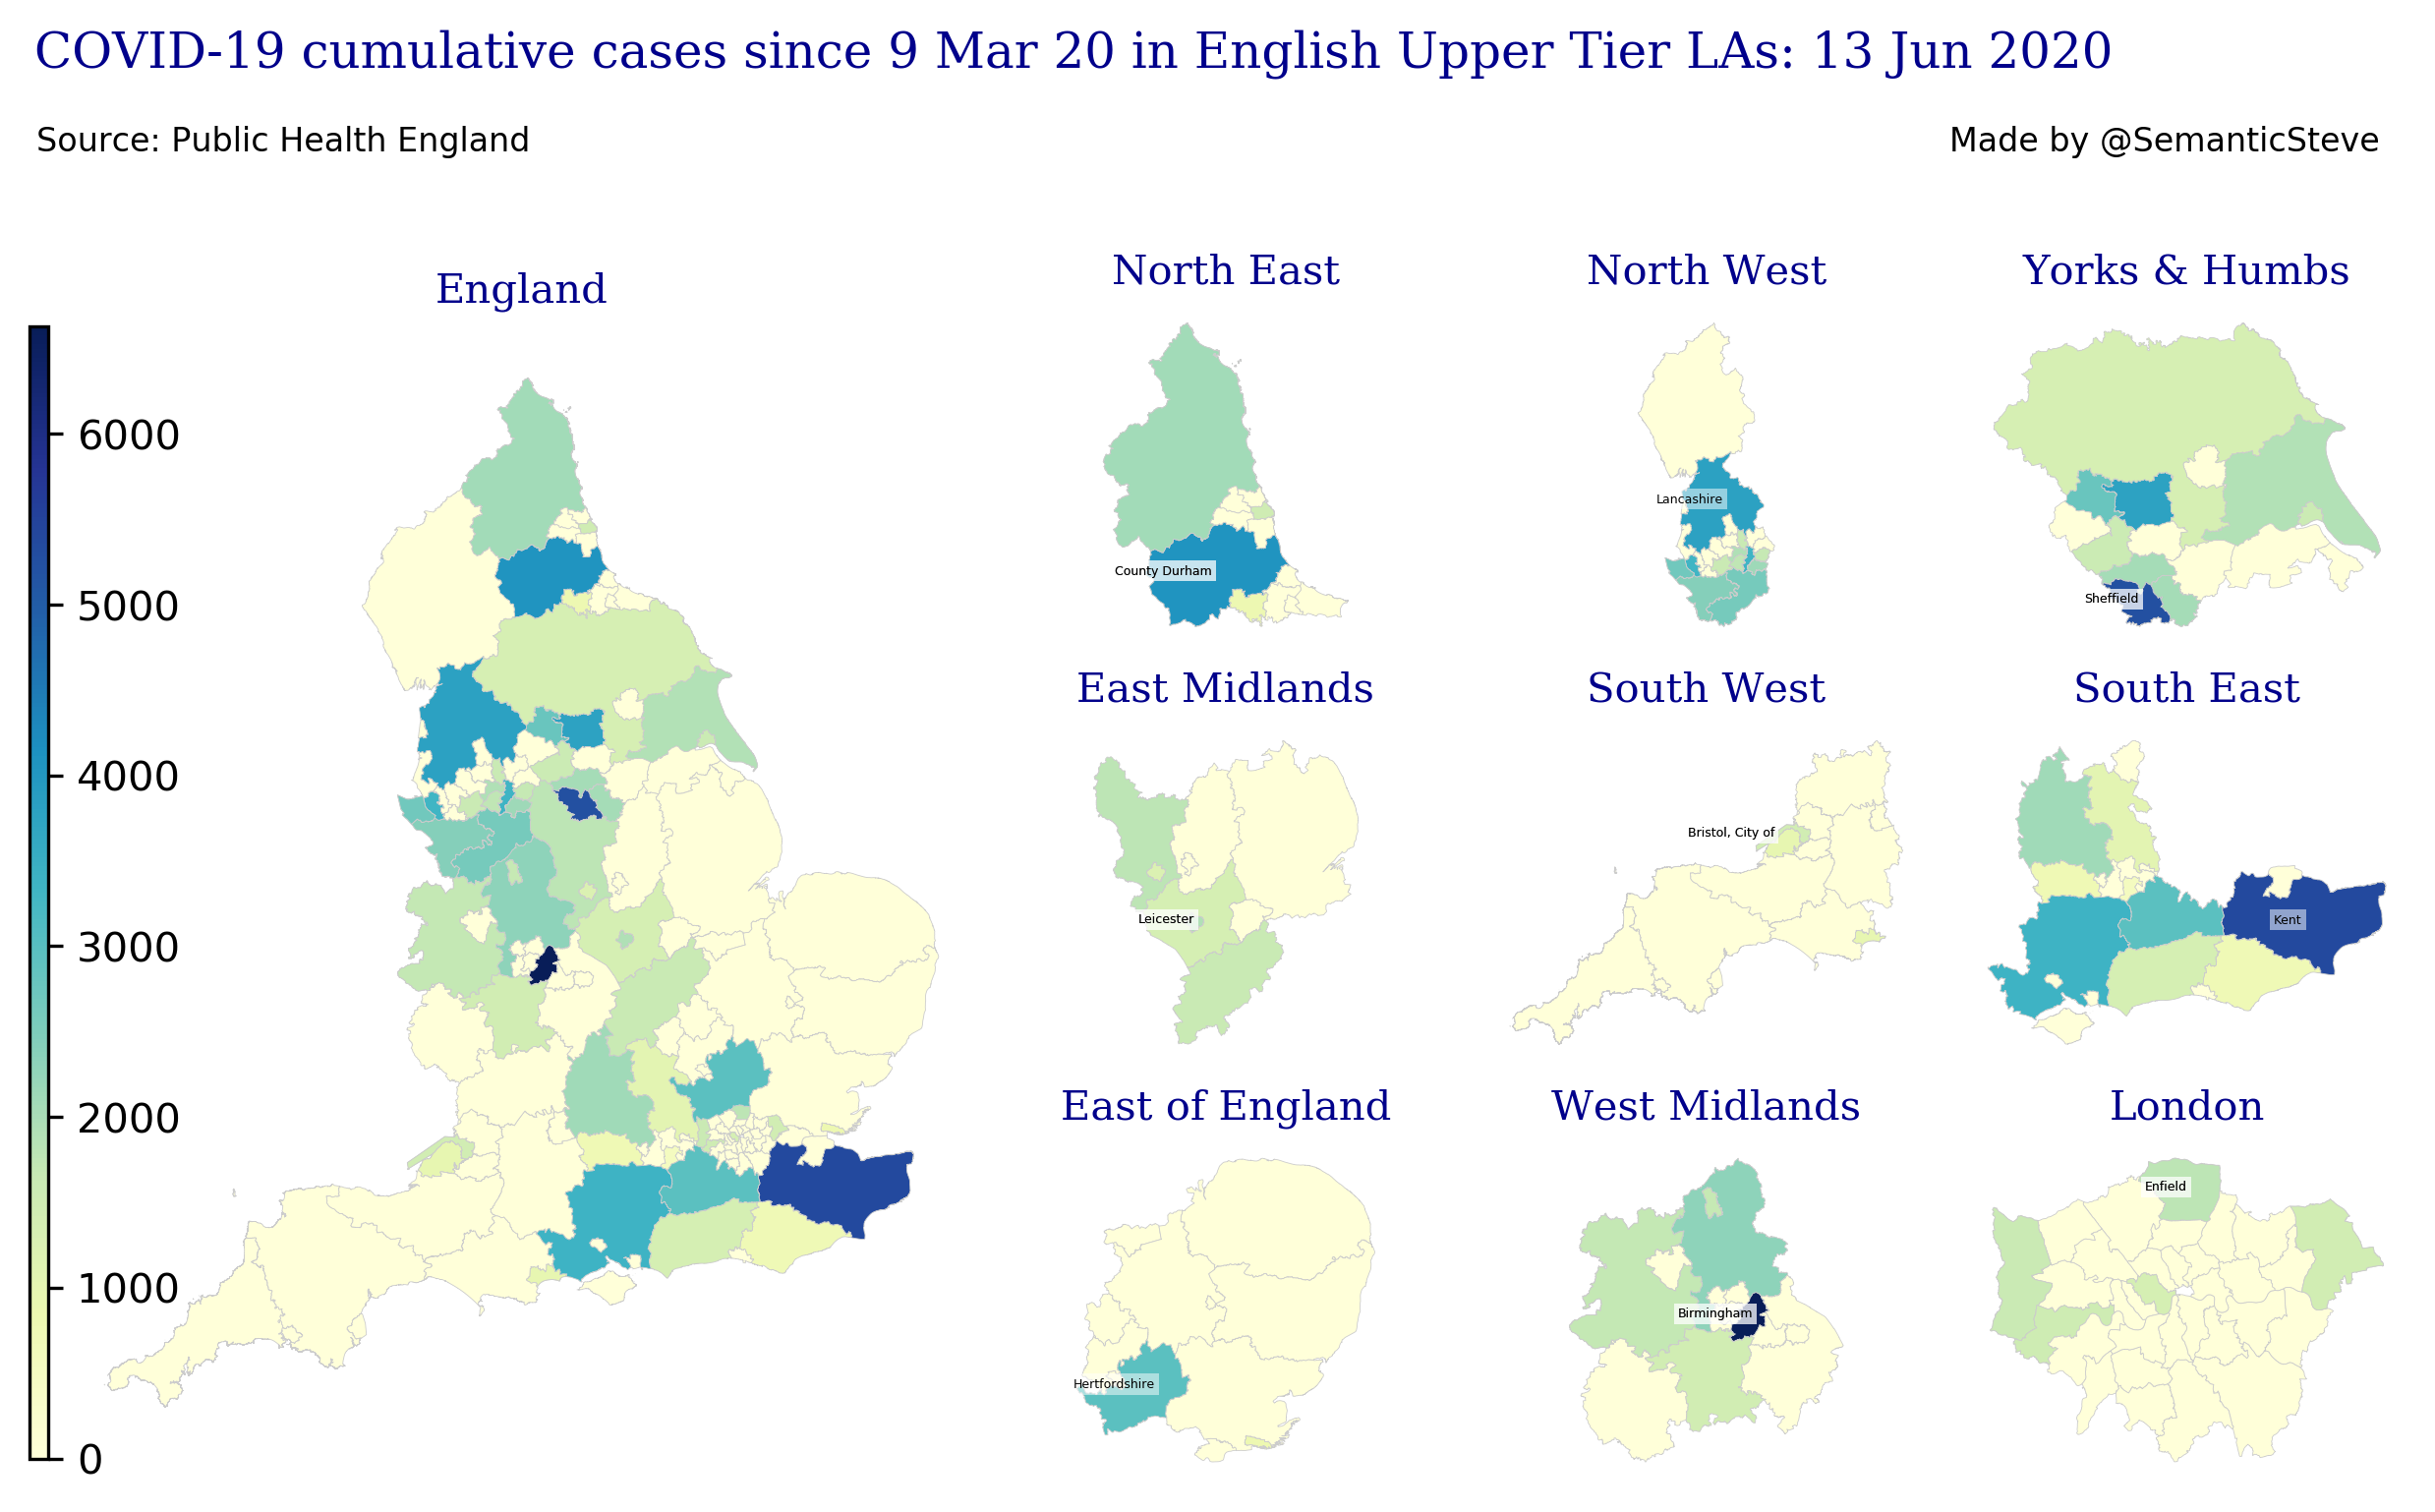 COVID-19 cumulative cases since 9 Mar 20 in English Upper Tier LAs: 13 Jun 2020
Source: Public Health England
Made by @SemanticSteve
England
6000
5000
4000
3000
2000
1000
0
North East
County Durham
North West
Lancashire
Yorks & Humbs
Sheffield
East Midlands
Leicester
South West
Bristol, City of
South East
Kent
East of England
Hertfordshire
West Midlands
Birmingham
London
Enfield